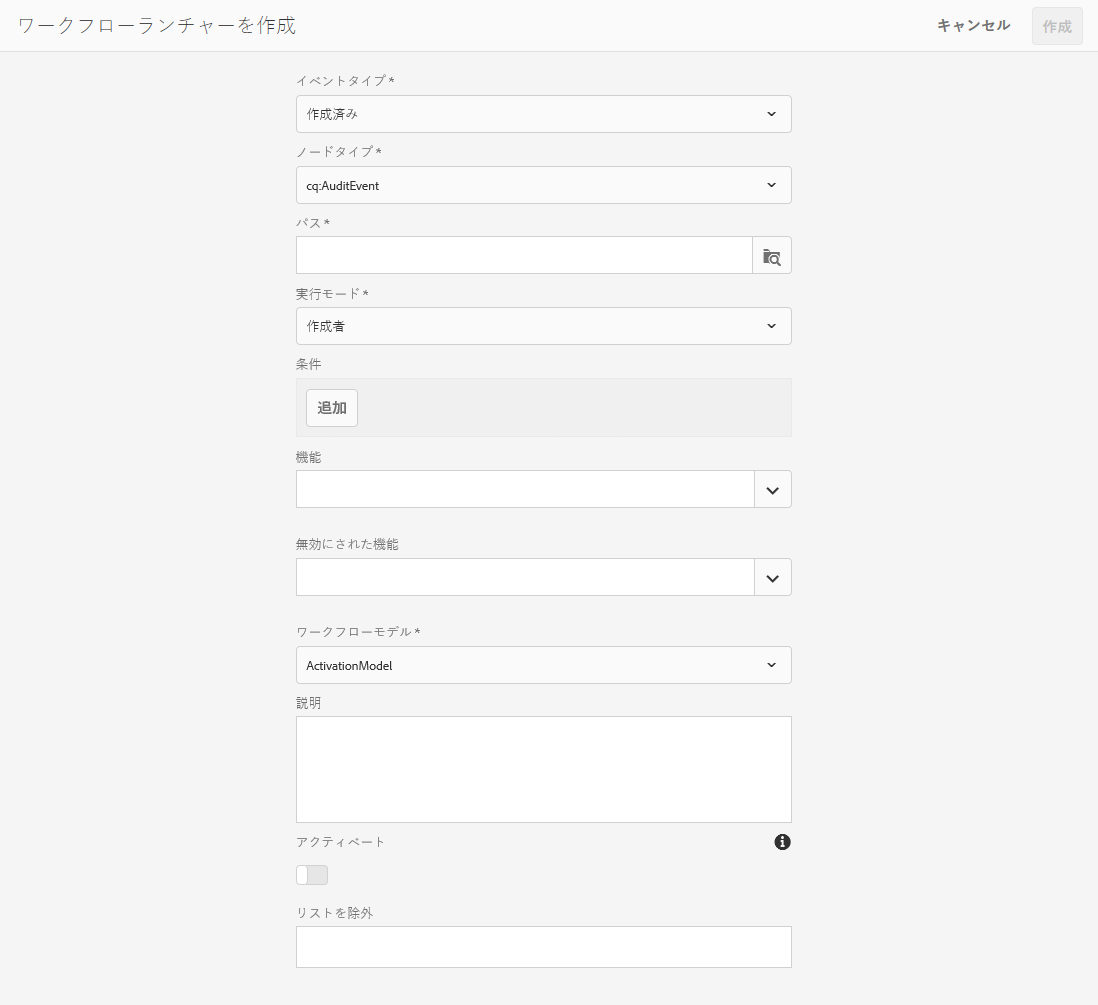 ワークフローランチャーを作成
キャンセル
作成
イベントタイプ *
作成済み
ノードタイプ *
cq:AuditEvent
パス *
実行モード *
作成者
条件
追加
機能
無効にされた機能
ワークフローモデル *
ActivationModel
説明
アクティベート
リストを除外